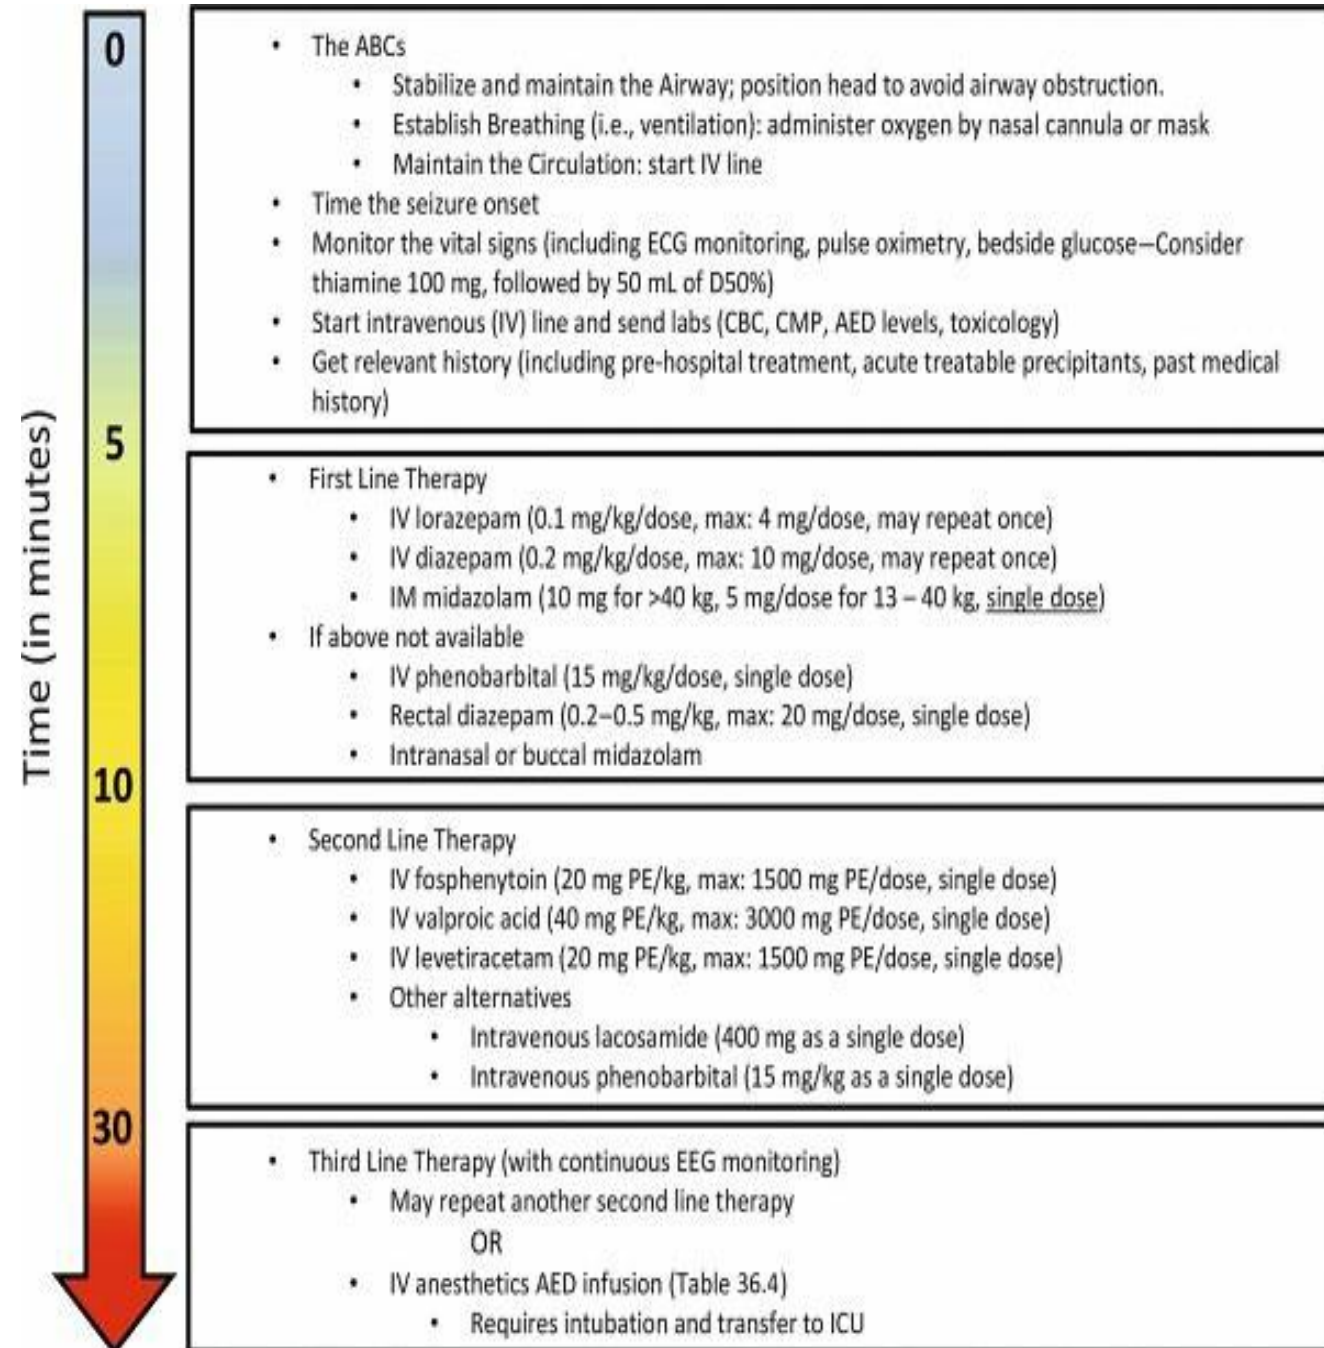 Time (in minutes)
0
• The ABCs
• Stabilize and maintain the Airway; position head to avoid airway obstruction.
• Establish Breathing (i.e., ventilation): administer oxygen by nasal cannula or mask
• Maintain the Circulation: start IV line
• Time the seizure onset
• Monitor the vital signs (including ECG monitoring, pulse oximetry, bedside glucose–Consider
thiamine 100 mg, followed by 50 mL of D50%)
• Start intravenous (IV) line and send labs (CBC, CMP, AED levels, toxicology)
• Get relevant history (including pre-hospital treatment, acute treatable precipitants, past medical
history)
5
• First Line Therapy
• IV lorazepam (0.1 mg/kg/dose, max: 4 mg/dose, may repeat once)
• IV diazepam (0.2 mg/kg/dose, max: 10 mg/dose, may repeat once)
• IM midazolam (10 mg for >40 kg, 5 mg/dose for 13 – 40 kg, single dose)
• If above not available
• IV phenobarbital (15 mg/kg/dose, single dose)
• Rectal diazepam (0.2–0.5 mg/kg, max: 20 mg/dose, single dose)
• Intranasal or buccal midazolam
10
• Second Line Therapy
• IV fosphenytoin (20 mg PE/kg, max: 1500 mg PE/dose, single dose)
• IV valproic acid (40 mg PE/kg, max: 3000 mg PE/dose, single dose)
• IV levetiracetam (20 mg PE/kg, max: 1500 mg PE/dose, single dose)
• Other alternatives
• Intravenous lacosamide (400 mg as a single dose)
• Intravenous phenobarbital (15 mg/kg as a single dose)
30
• Third Line Therapy (with continuous EEG monitoring)
• May repeat another second line therapy
OR
• IV anesthetics AED infusion (Table 36.4)
• Requires intubation and transfer to ICU